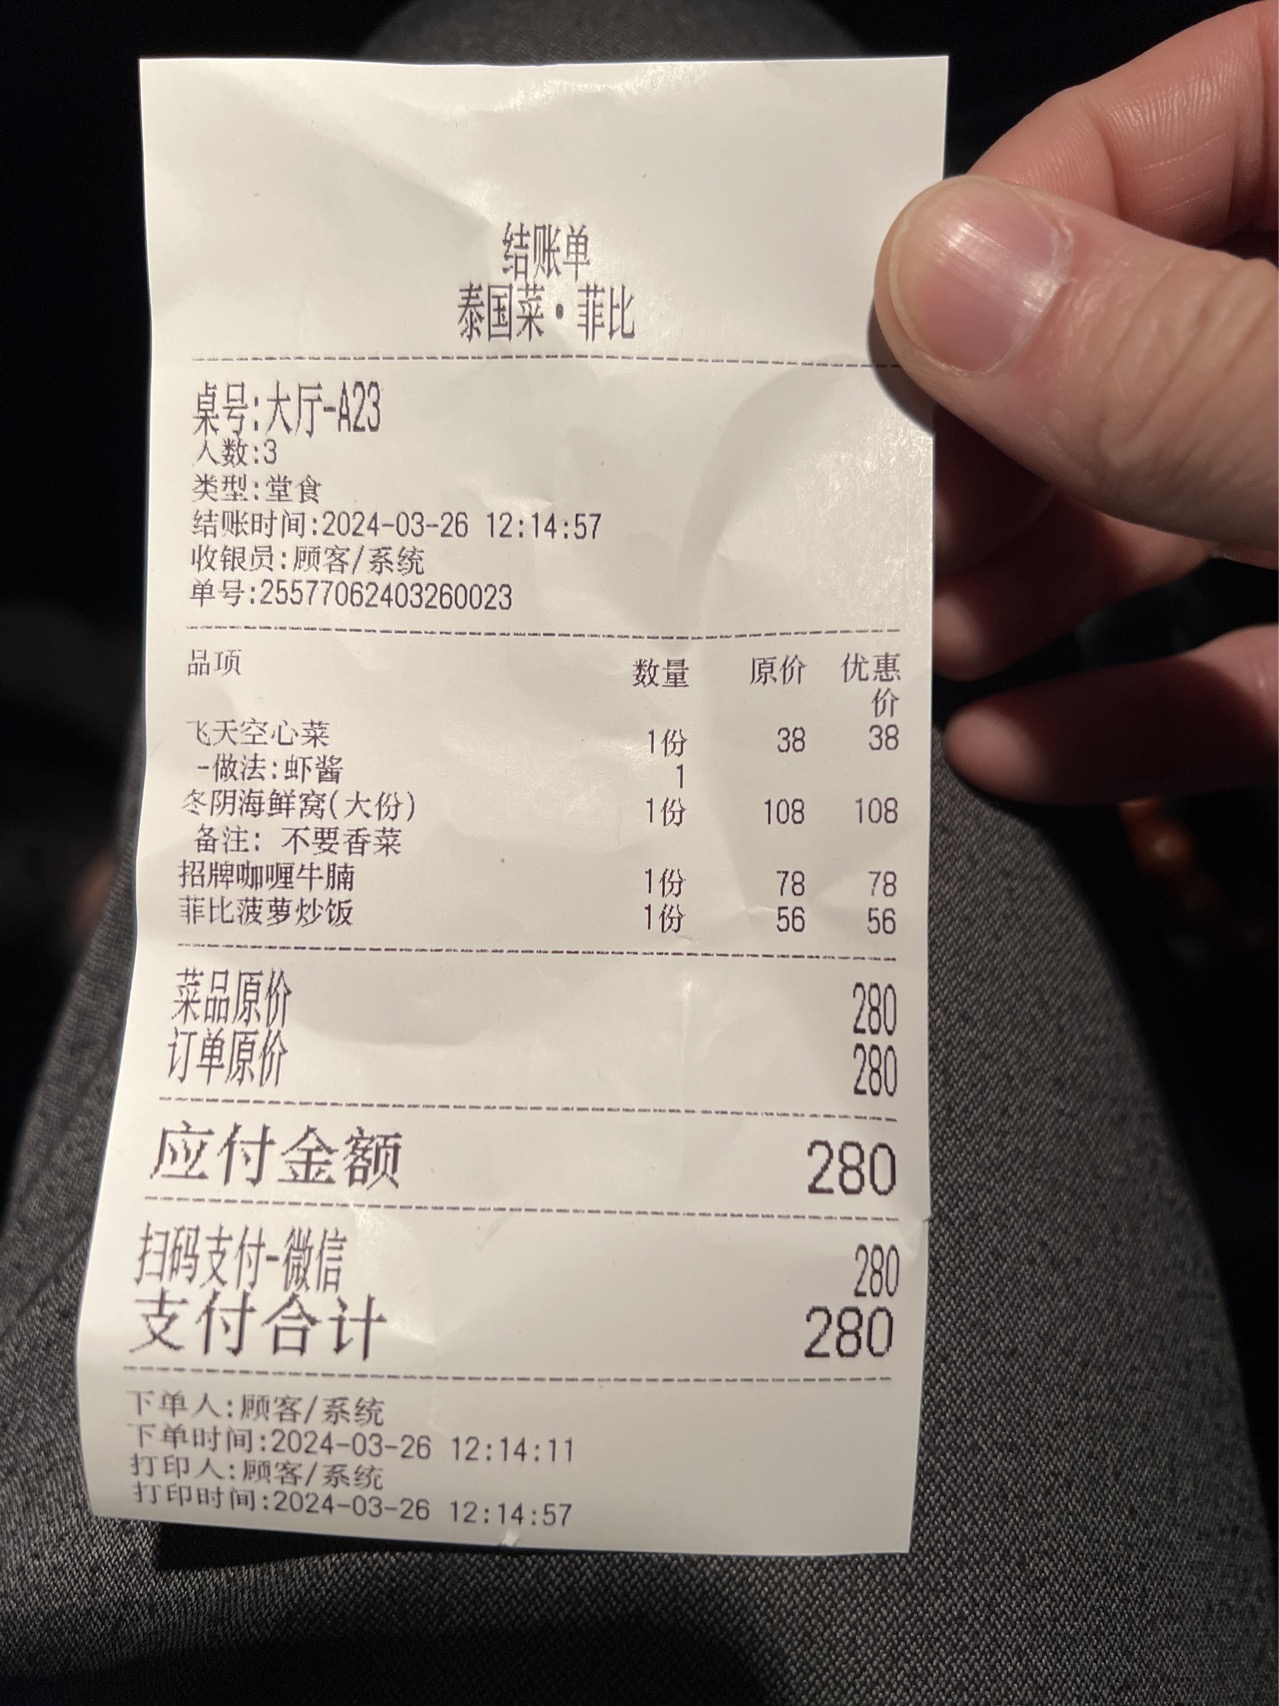 结账单
泰国菜·菲比
桌号:大厅-A23
人数:3
类型:堂食
结账时间:2024-03-26 12:14:57
收银员:顾客/系统
单号:25577062403260023
品项 数量 原价 优惠价
飞天空心菜 1份 38 38
-做法:虾酱 1
冬阴海鲜窝(大份) 1份 108 108
备注: 不要香菜
招牌咖喱牛腩 1份 78 78
菲比菠萝炒饭 1份 56 56
菜品原价 280
订单原价 280
应付金额 280
扫码支付-微信 280
支付合计 280
下单人:顾客/系统
下单时间:2024-03-26 12:14:11
打印人:顾客/系统
打印时间:2024-03-26 12:14:57